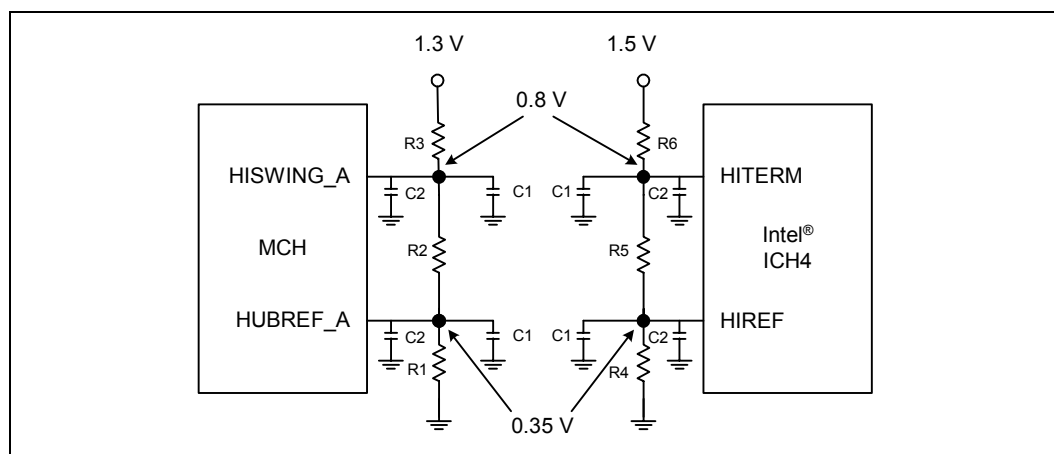 1.3 V 1.5 V
0.8 V
R3 R6
HISWING_A C2 C1 C1 C2 HITERM
MCH R2 R5 Intel®
ICH4
HUBREF_A C2 C1 C1 C2 HIREF
R1 R4
0.35 V